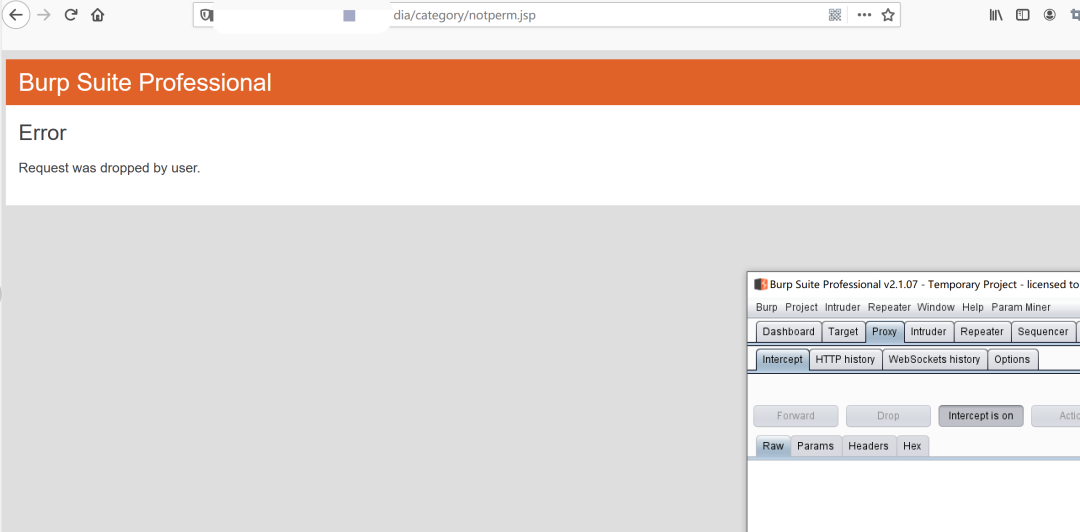 dia/category/notperm.jsp
Burp Suite Professional
Error
Request was dropped by user.
Burp Suite Professional v2.1.07 - Temporary Project - licensed to
Burp Project Intruder Repeater Window Help Param Miner
Dashboard Target Proxy Intruder Repeater Sequencer
Intercept HTTP history WebSockets history Options
Forward Drop Intercept is on Actio
Raw Params Headers Hex